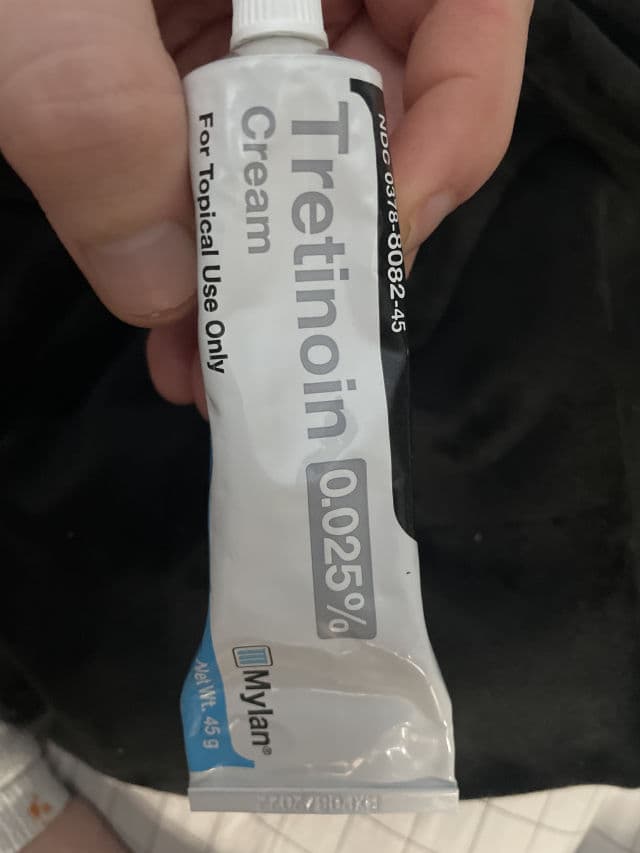 NDC 0378-8082-45
Tretinoin 0.025%
Cream
Mylan®
For Topical Use Only
Net Wt. 45 g